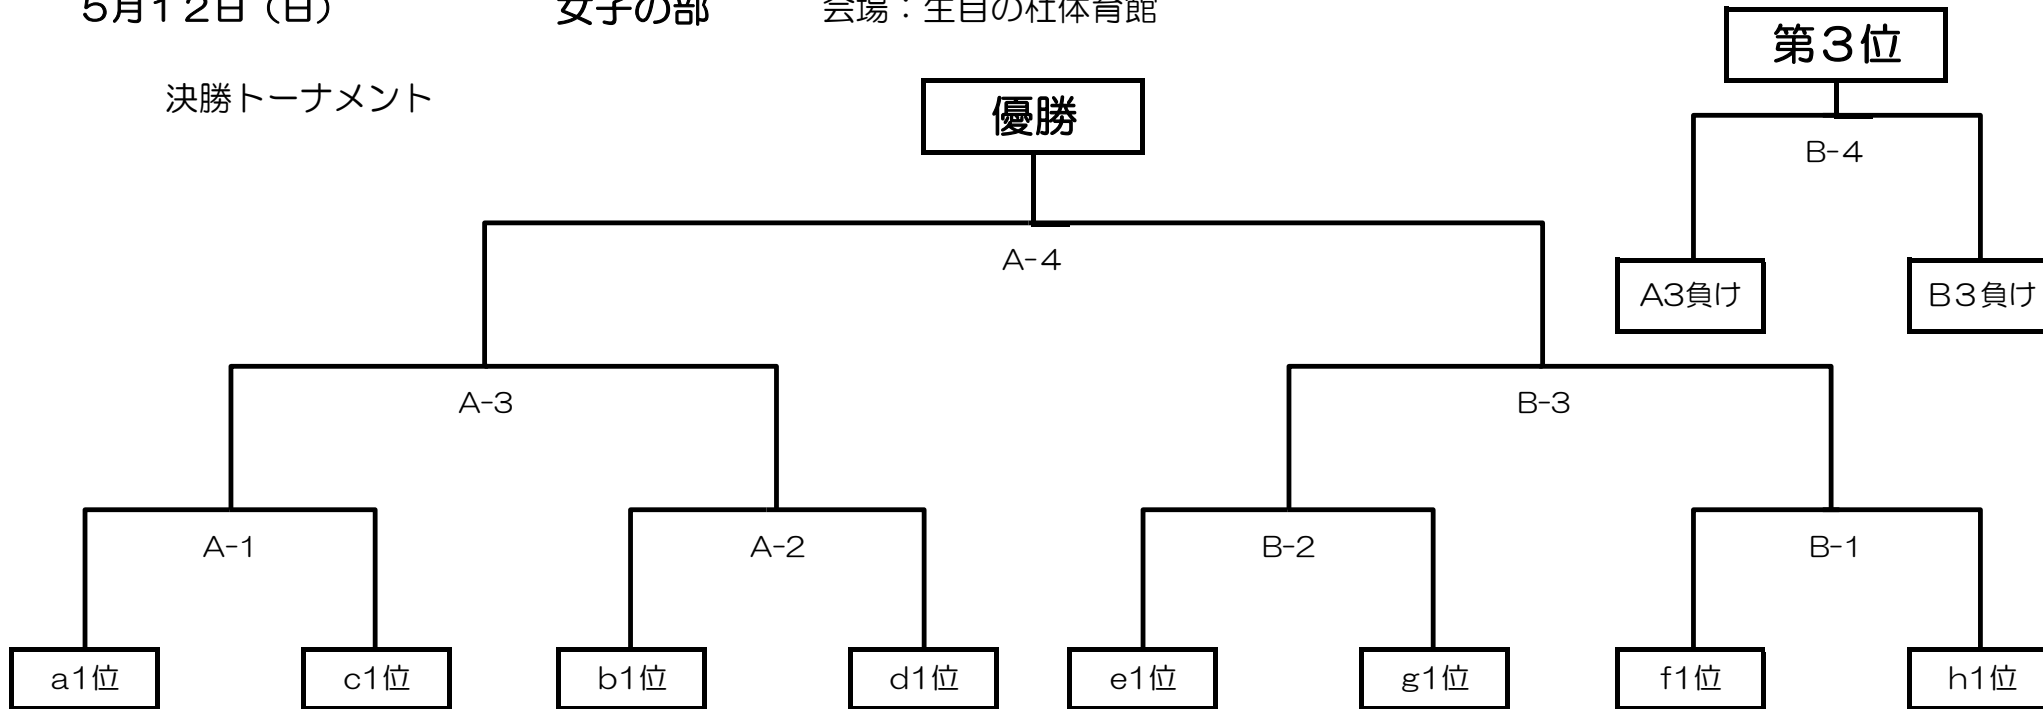 5月12日（日） 女子の部 会場：生目の杜体育館
第3位
決勝トーナメント
優勝
B-4
A-4
A3負け B3負け
A-3 B-3
A-1 A-2 B-2 B-1
a1位 c1位 b1位 d1位 e1位 g1位 f1位 h1位